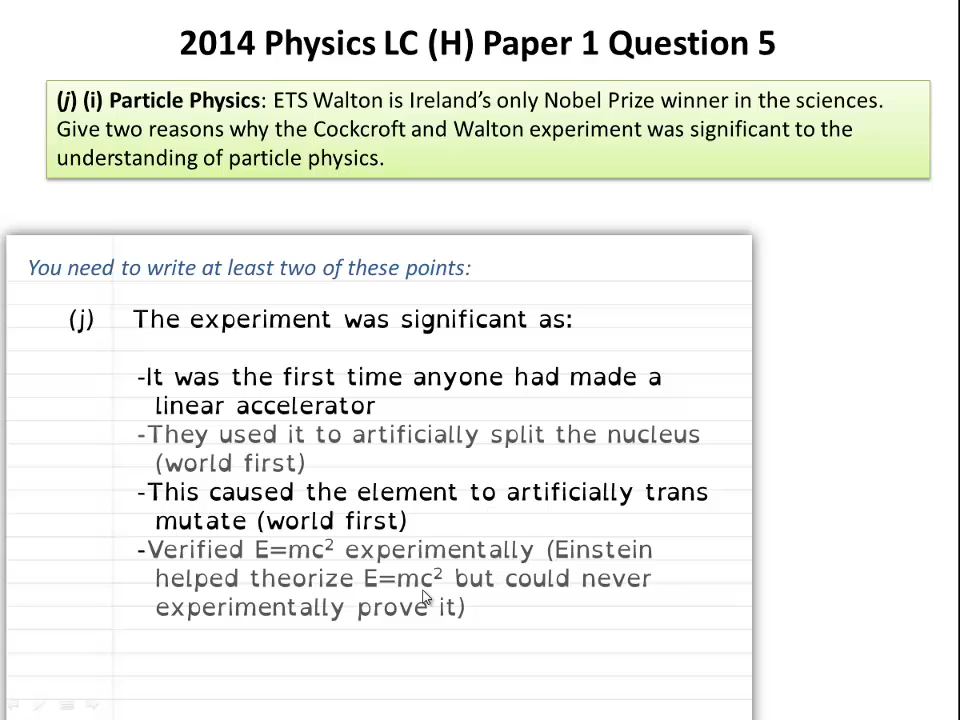 2014 Physics LC (H) Paper 1 Question 5
(j) (i) Particle Physics: ETS Walton is Ireland’s only Nobel Prize winner in the sciences.
Give two reasons why the Cockcroft and Walton experiment was significant to the
understanding of particle physics.
You need to write at least two of these points:
(j) The experiment was significant as:
-It was the first time anyone had made a
linear accelerator
-They used it to artificially split the nucleus
(world first)
-This caused the element to artificially trans
mutate (world first)
-Verified E=mc² experimentally (Einstein
helped theorize E=mc² but could never
experimentally prove it)